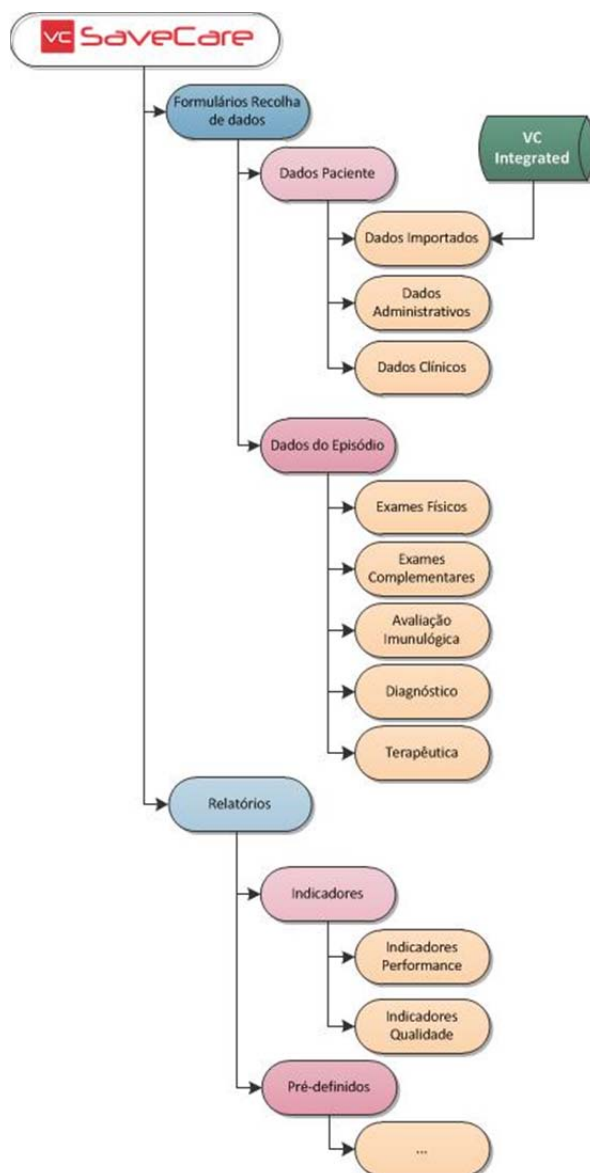 VC SaveCare
Formulários Recolha
de dados
VC
Integrated
Dados Paciente
Dados Importados
Dados
Administrativos
Dados Clínicos
Dados do Episódio
Exames Físicos
Exames
Complementares
Avaliação
Imunulógica
Diagnóstico
Terapêutica
Relatórios
Indicadores
Indicadores
Performance
Indicadores
Qualidade
Pré-definidos
...